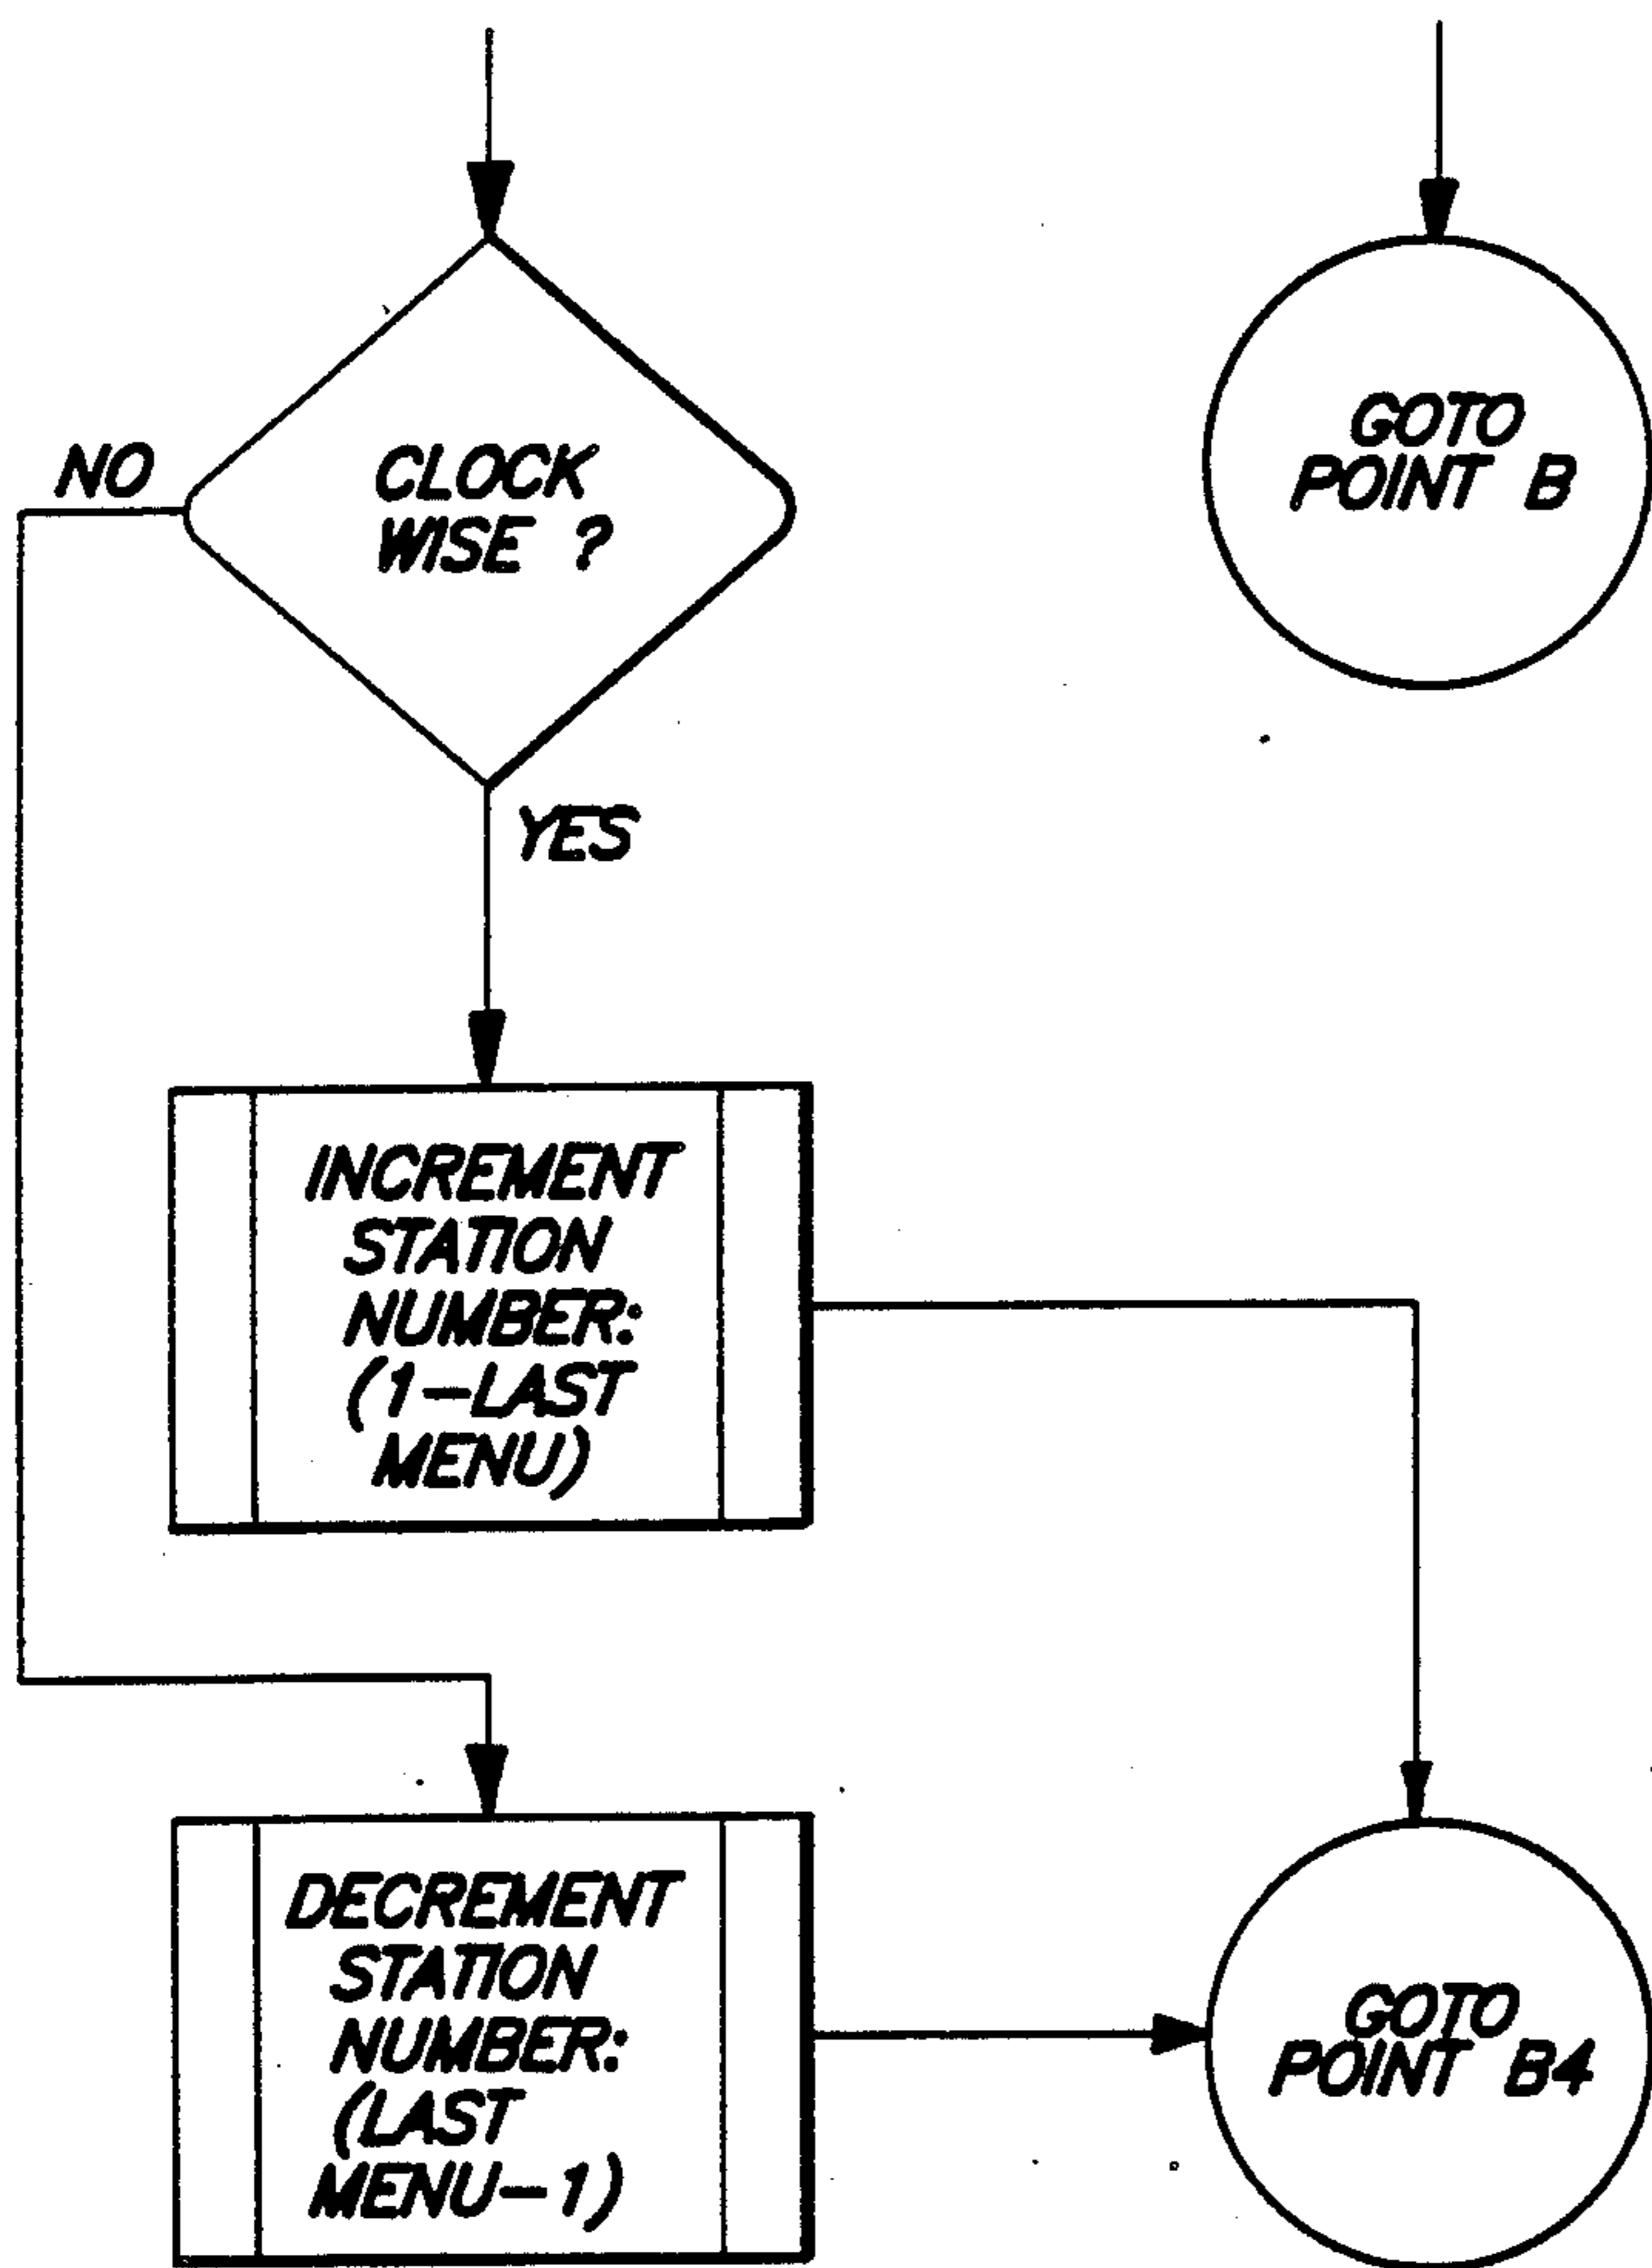 NO
CLOCK
WISE ?
GOTO
POINT B
YES
INCREMENT
STATION
NUMBER:
(1-LAST
MENU)
DECREMENT
STATION
NUMBER:
(LAST
MENU-1)
GOTO
POINT B4